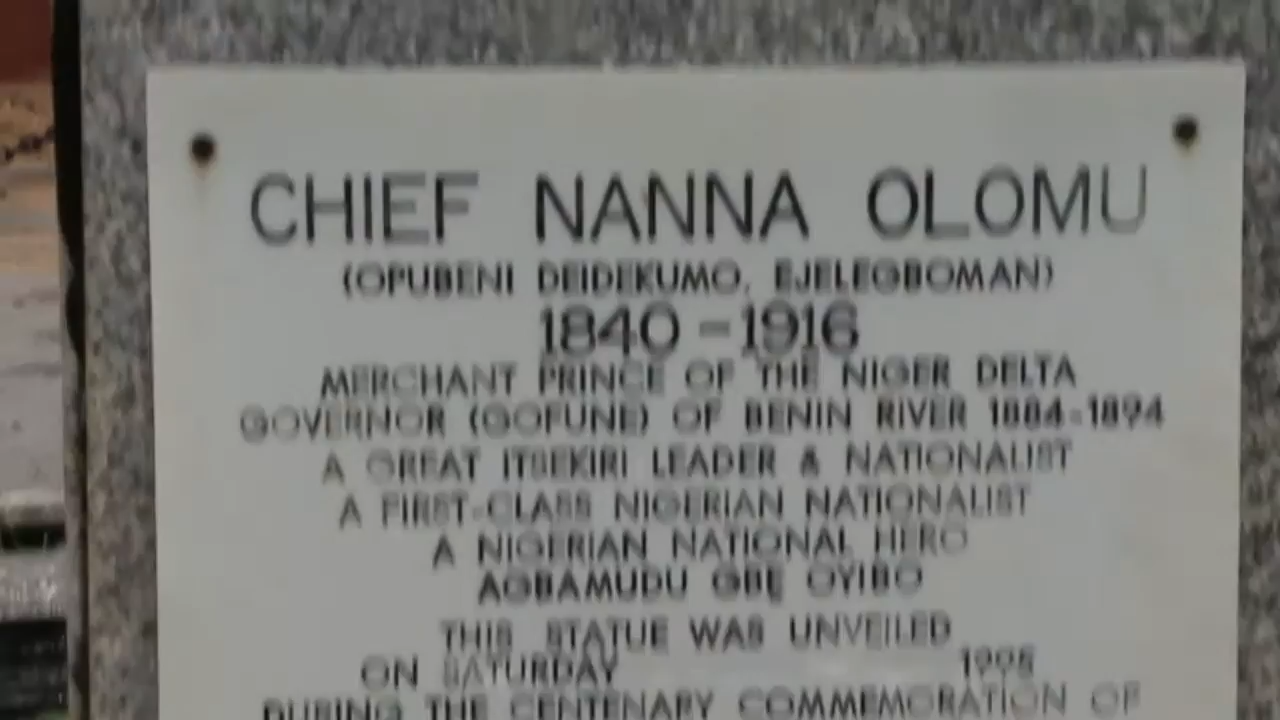 CHIEF NANNA OLOMU
(OPUBENI DEIDEKUMO, EJELEGBOMAN)
1840 - 1916
MERCHANT PRINCE OF THE NIGER DELTA
GOVERNOR (GOFUNE) OF BENIN RIVER 1884-1894
A GREAT ITSEKIRI LEADER & NATIONALIST
A FIRST-CLASS NIGERIAN NATIONALIST
A NIGERIAN NATIONAL HERO
AGBAMUDU GBẸ OYIBO
THIS STATUE WAS UNVEILED
ON SATURDAY 1995
DURING THE CENTENARY COMMEMORATION OF